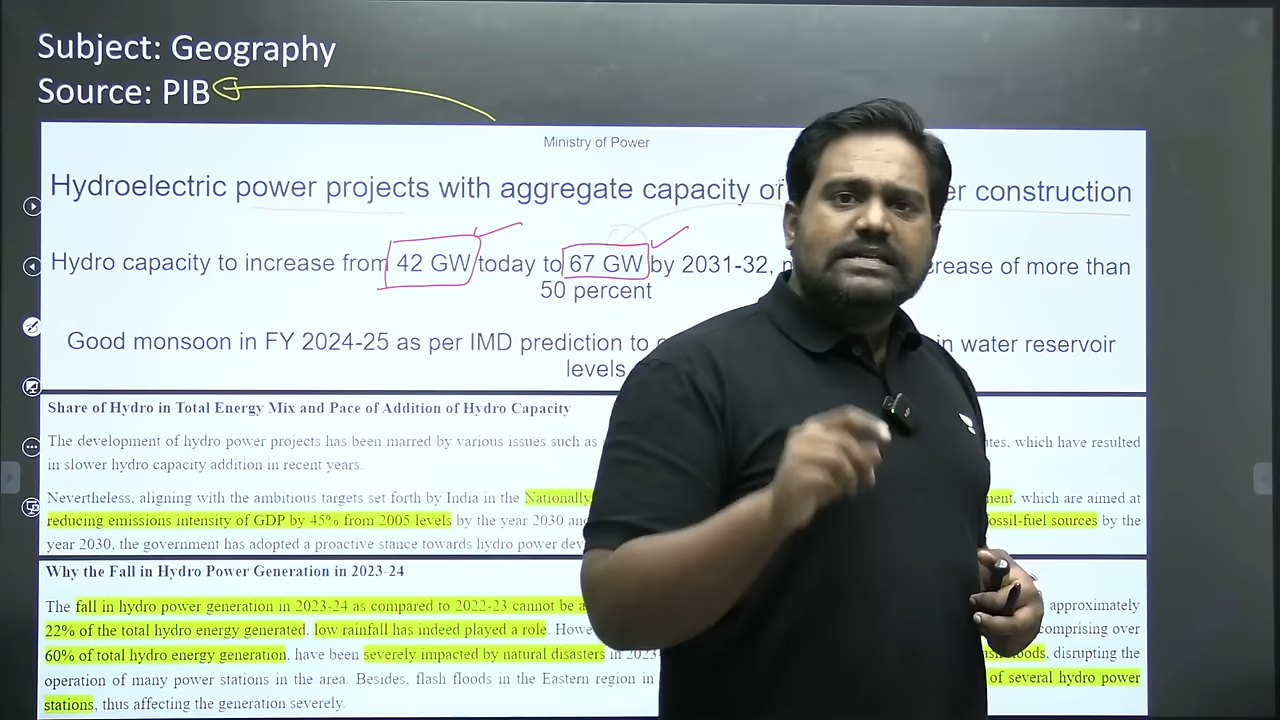 Subject: Geography
Source: PIB
Ministry of Power
Hydroelectric power projects with aggregate capacity of er construction
Hydro capacity to increase from 42 GW today to 67 GW by 2031-32, crease of more than
50 percent
Good monsoon in FY 2024-25 as per IMD prediction to in water reservoir
levels
Share of Hydro in Total Energy Mix and Pace of Addition of Hydro Capacity
The development of hydro power projects has been marred by various issues such as which have resulted
in slower hydro capacity addition in recent years.
Nevertheless, aligning with the ambitious targets set forth by India in the Nationally which are aimed at
reducing emissions intensity of GDP by 45% from 2005 levels by the year 2030 and ossil-fuel sources by the
year 2030, the government has adopted a proactive stance towards hydro power
Why the Fall in Hydro Power Generation in 2023-24
The fall in hydro power generation in 2023-24 as compared to 2022-23 cannot be approximately
22% of the total hydro energy generated, low rainfall has indeed played a role. comprising over
60% of total hydro energy generation, have been severely impacted by natural disasters in disrupting the
operation of many power stations in the area. Besides, flash floods in the Eastern region in of several hydro power
stations, thus affecting the generation severely.